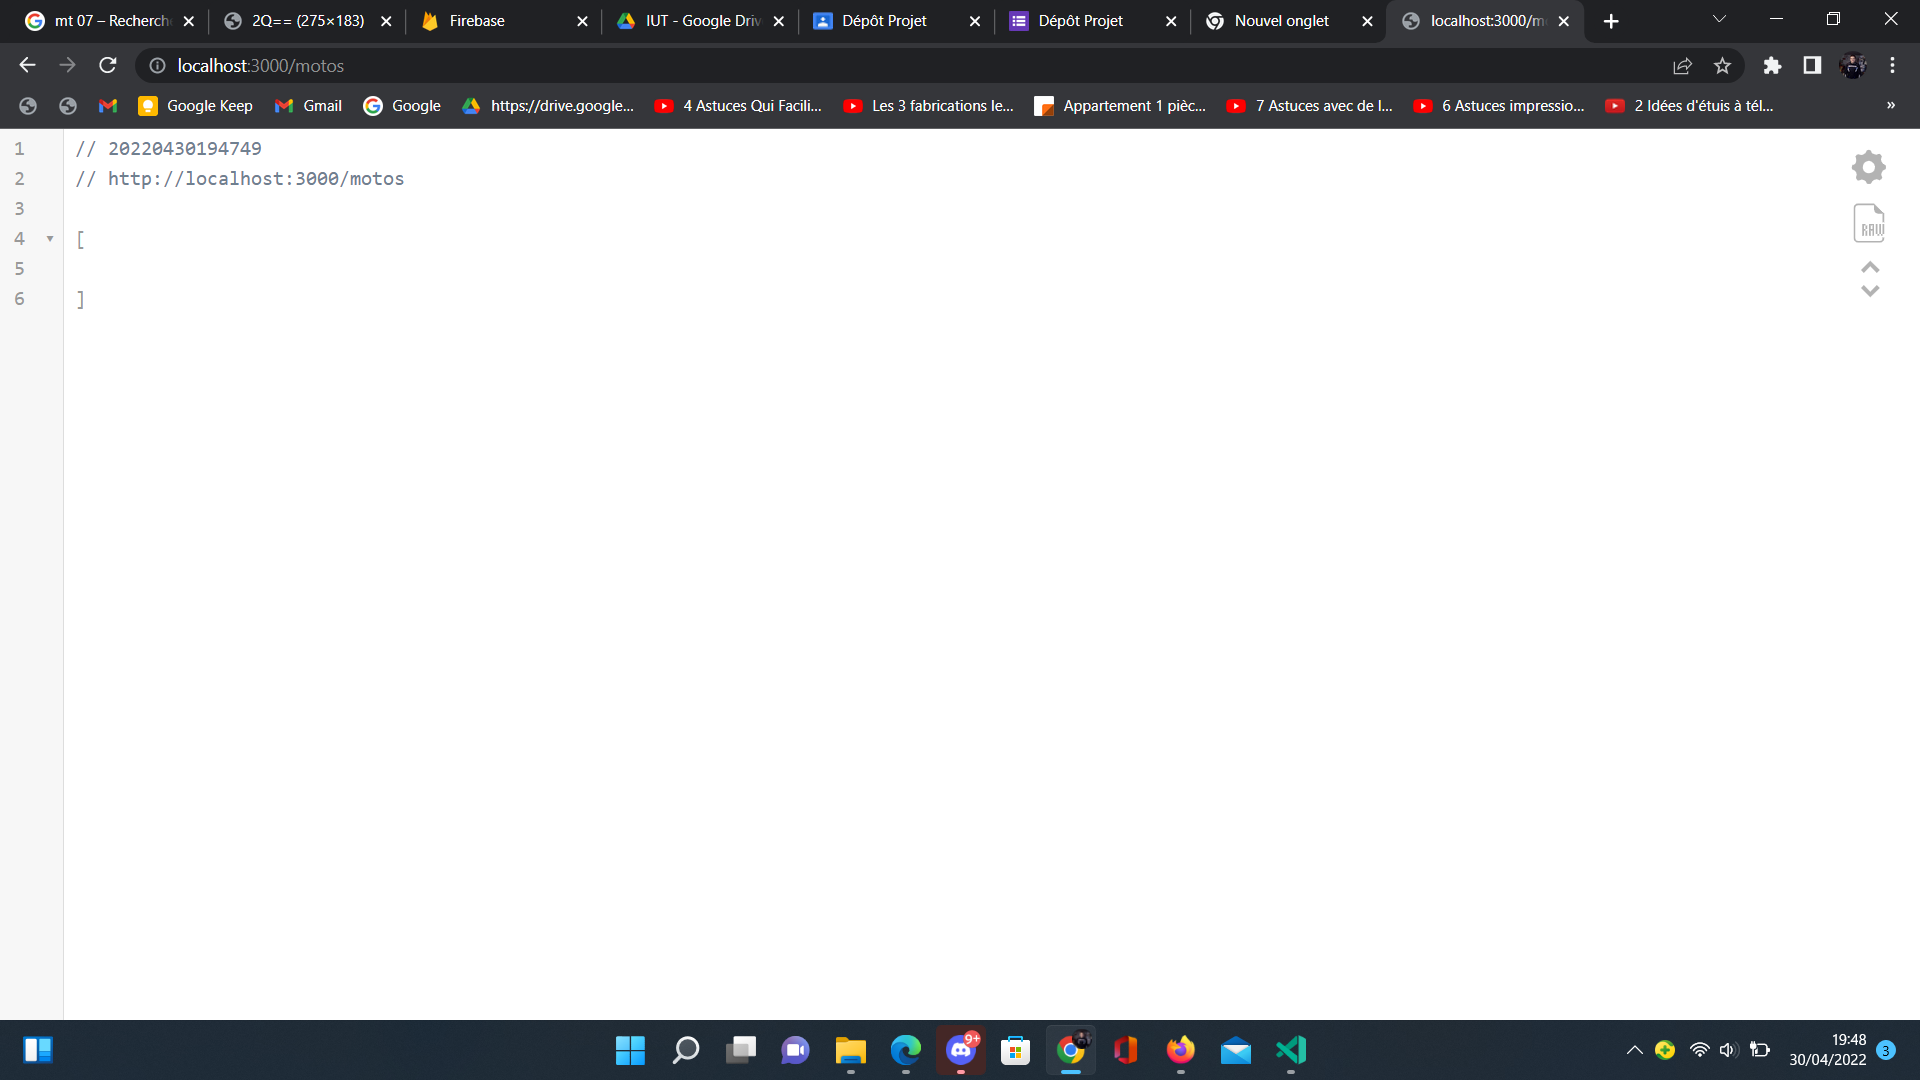 mt 07 – Recherch
2Q== (275×183)
Firebase
IUT - Google Driv
Dépôt Projet
Dépôt Projet
Nouvel onglet
localhost:3000/m
localhost:3000/motos
Google Keep
Gmail
Google
https://drive.google...
4 Astuces Qui Facili...
Les 3 fabrications le...
Appartement 1 pièc...
7 Astuces avec de l...
6 Astuces impressio...
2 Idées d'étuis à tél...
»
1 // 20220430194749
2 // http://localhost:3000/motos
3
4 [
5
6 ]
RAW
9+
19:48
30/04/2022
3